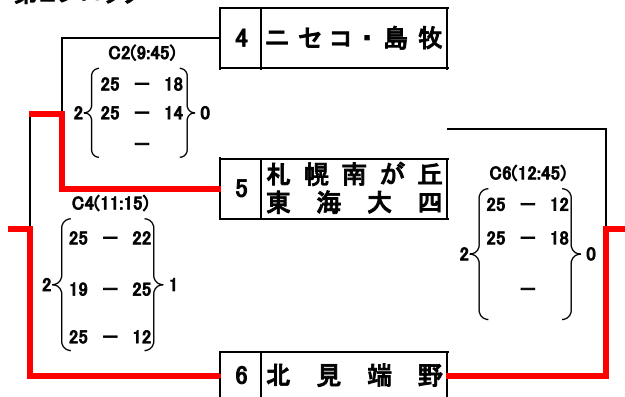 4 ニセコ・島牧
C2(9:45)
25 － 18
2 25 － 14 0
－
5 札幌南が丘
東海大四
C6(12:45)
25 － 12
25 － 18
2 0
－
C4(11:15)
25 － 22
2 19 － 25 1
25 － 12
6 北見端野